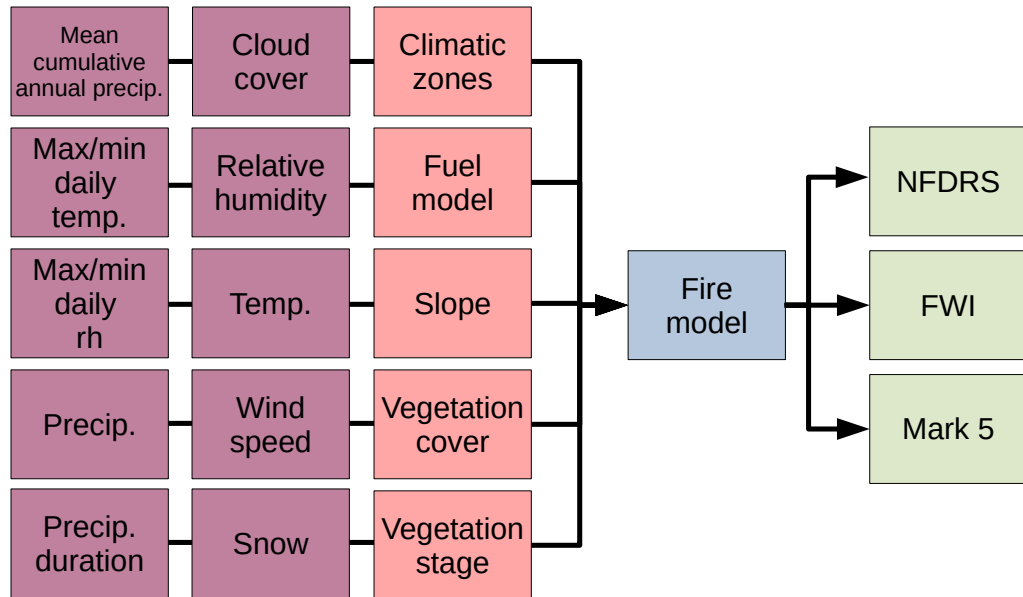 Mean
cumulative
annual precip.
Cloud
cover
Climatic
zones
Max/min
daily
temp.
Relative
humidity
Fuel
model
NFDRS
Max/min
daily
rh
Temp.
Slope
Fire
model
FWI
Precip.
Wind
speed
Vegetation
cover
Mark 5
Precip.
duration
Snow
Vegetation
stage